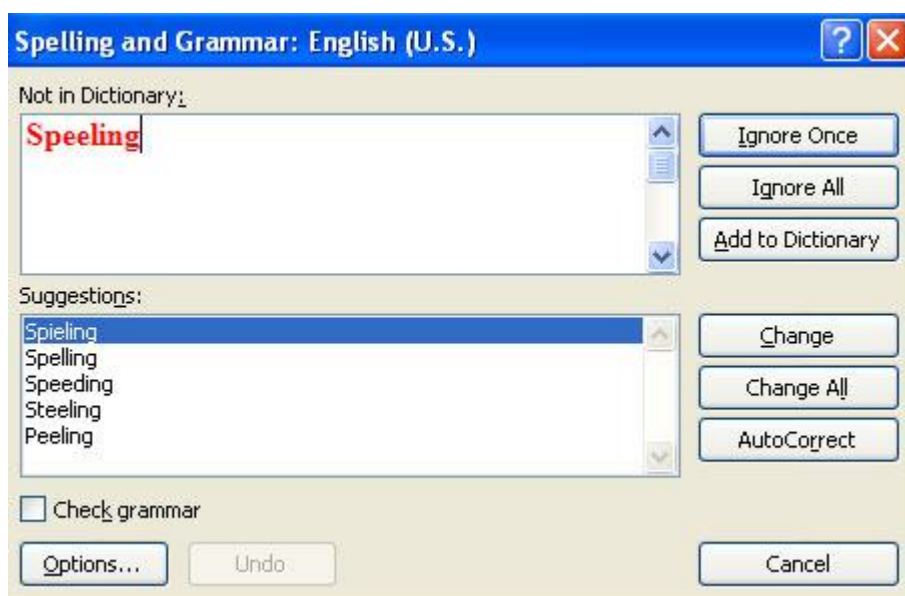 Spelling and Grammar: English (U.S.)
Not in Dictionary:
Speeling
Ignore Once
Ignore All
Add to Dictionary
Suggestions:
Spieling
Spelling
Speeding
Steeling
Peeling
Change
Change All
AutoCorrect
Check grammar
Options...
Undo
Cancel